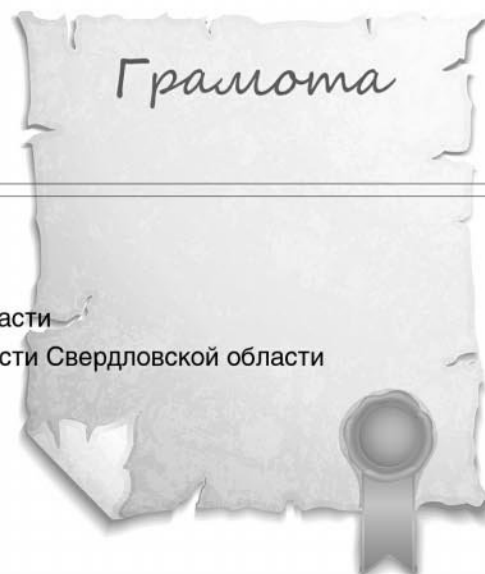 Грамота
асти
сти Свердловской области